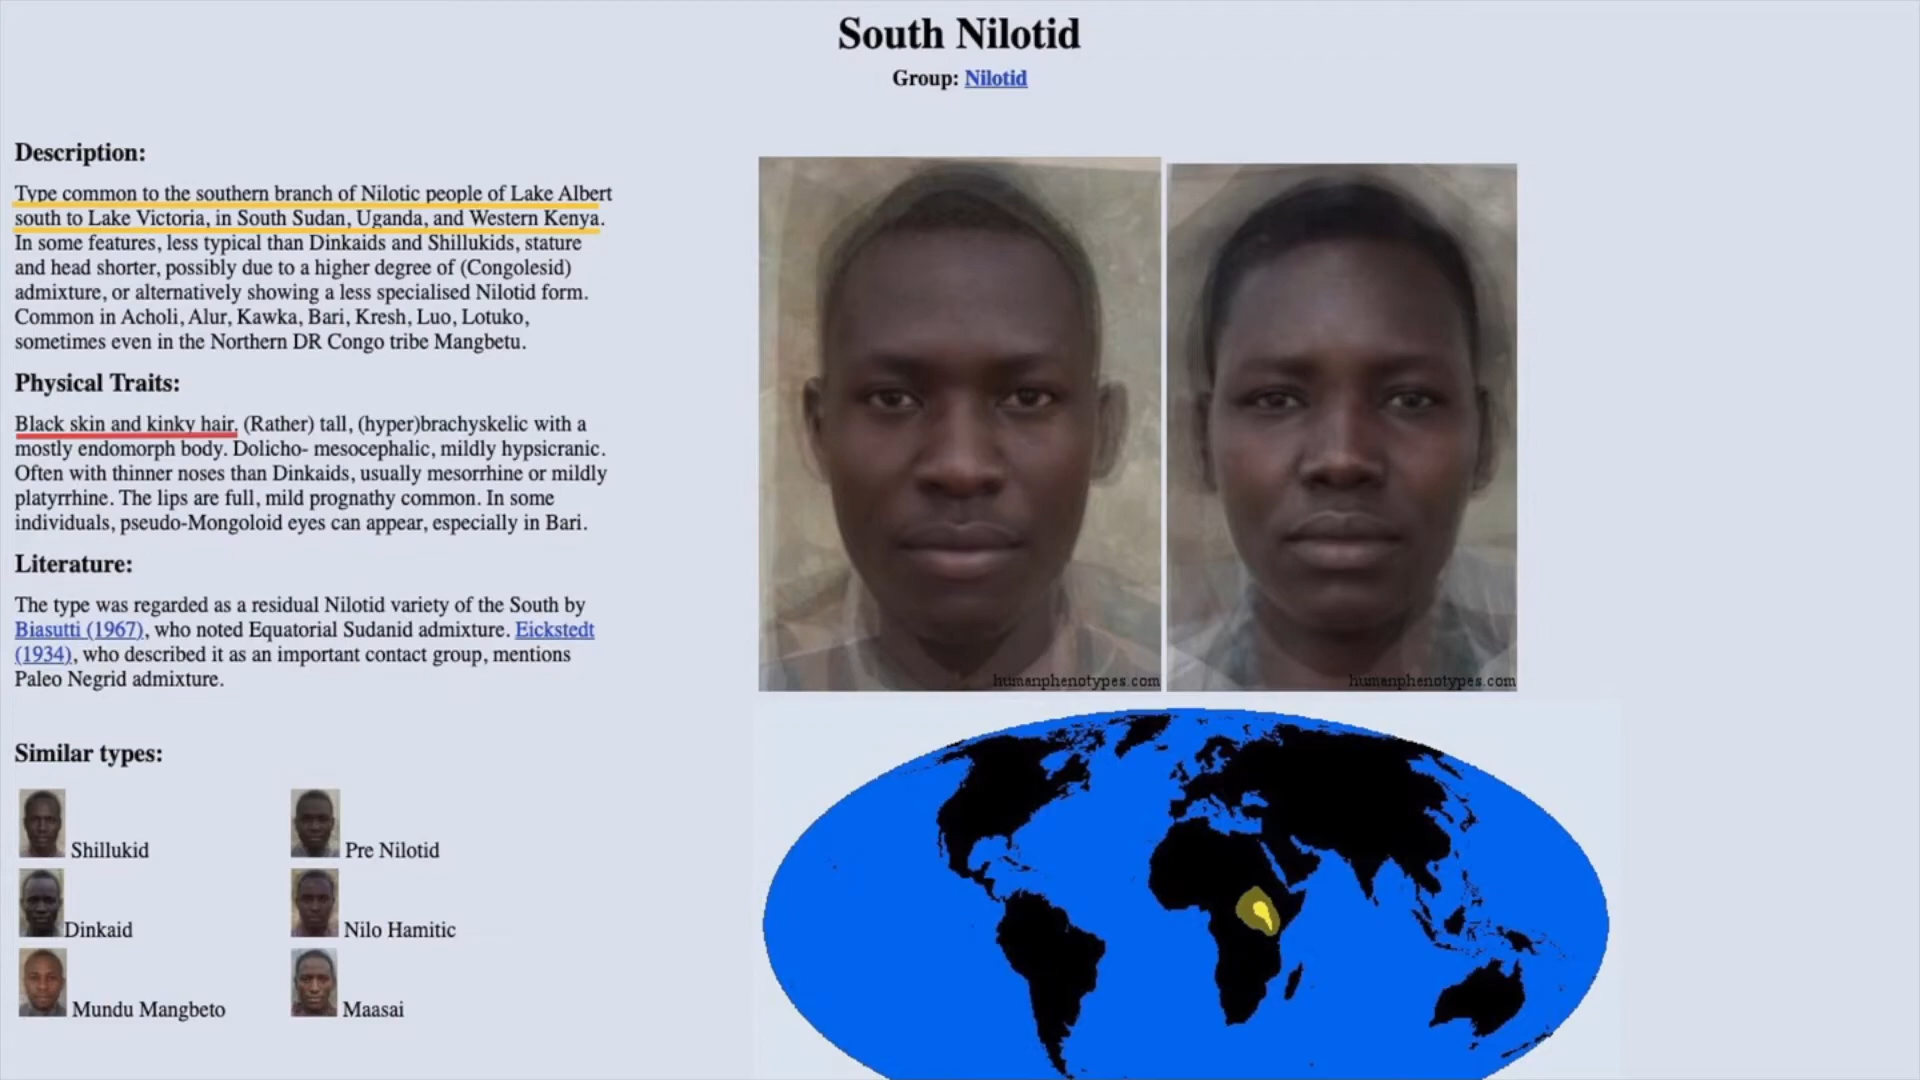 South Nilotid
Group: Nilotid
Description:
Type common to the southern branch of Nilotic people of Lake Albert
south to Lake Victoria, in South Sudan, Uganda, and Western Kenya.
In some features, less typical than Dinkaids and Shillukids, stature
and head shorter, possibly due to a higher degree of (Congolesid)
admixture, or alternatively showing a less specialised Nilotid form.
Common in Acholi, Alur, Kawka, Bari, Kresh, Luo, Lotuko,
sometimes even in the Northern DR Congo tribe Mangbetu.
Physical Traits:
Black skin and kinky hair. (Rather) tall, (hyper)brachyskelic with a
mostly endomorph body. Dolicho- mesocephalic, mildly hypsicranic.
Often with thinner noses than Dinkaids, usually mesorrhine or mildly
platyrrhine. The lips are full, mild prognathy common. In some
individuals, pseudo-Mongoloid eyes can appear, especially in Bari.
Literature:
The type was regarded as a residual Nilotid variety of the South by
Biasutti (1967), who noted Equatorial Sudanid admixture. Eickstedt
(1934), who described it as an important contact group, mentions
Paleo Negrid admixture.
Similar types:
Shillukid
Pre Nilotid
Dinkaid
Nilo Hamitic
Mundu Mangbeto
Maasai
humanphenotypes.com
humanphenotypes.com